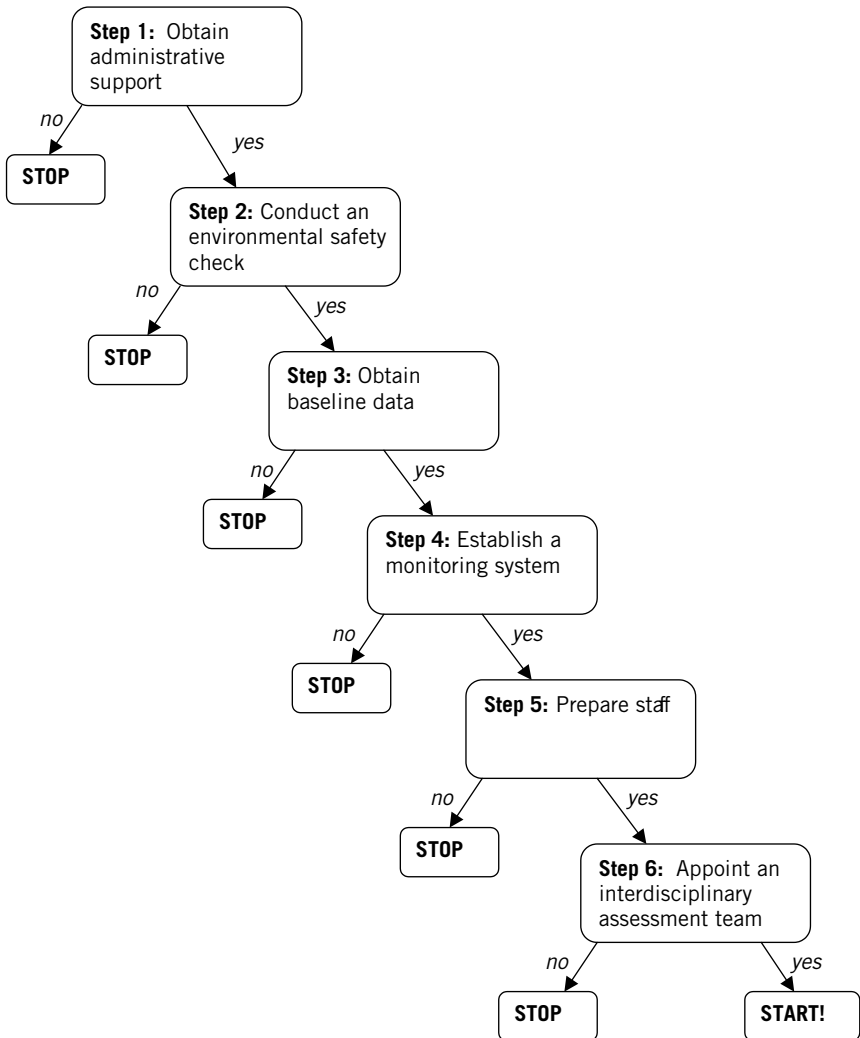 Step 1: Obtain
administrative
support
no
yes
STOP
Step 2: Conduct an
environmental safety
check
no
yes
STOP
Step 3: Obtain
baseline data
no
yes
STOP
Step 4: Establish a
monitoring system
no
yes
STOP
Step 5: Prepare staff
no
yes
STOP
Step 6: Appoint an
interdisciplinary
assessment team
no
yes
STOP
START!